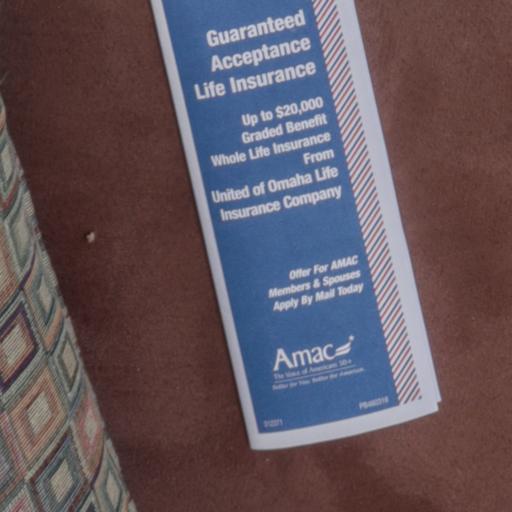 Guaranteed
Acceptance
Life Insurance
Up to $20,000
Graded Benefit
Whole Life Insurance
From
United of Omaha Life
Insurance Company
Offer For AMAC
Members & Spouses
Apply By Mail Today
Amac
The Voice of Americans 50+
Better for You. Better for America.